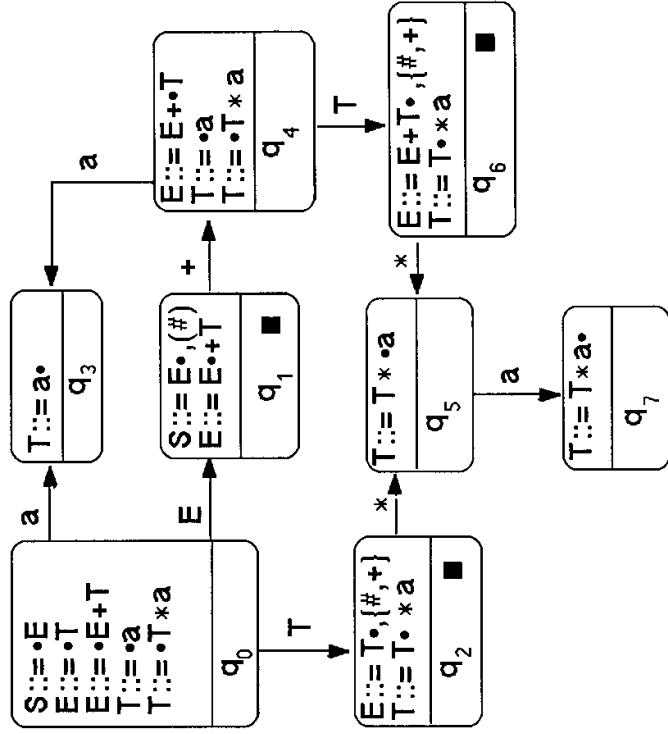 S::=•E
E::=•T
E::=•E+T
T::=•a
T::=•T*a
q0
a
T::=a•
q3
a
E
S::=E•,(#)
E::=E•+T
q1
+
E::=E+•T
T::=•a
T::=•T*a
q4
T
T
E::=T•,{#,+}
T::=T•*a
q2
*
T::=T*•a
q5
*
E::=E+T•,{#,+}
T::=T•*a
q6
a
T::=T*a•
q7